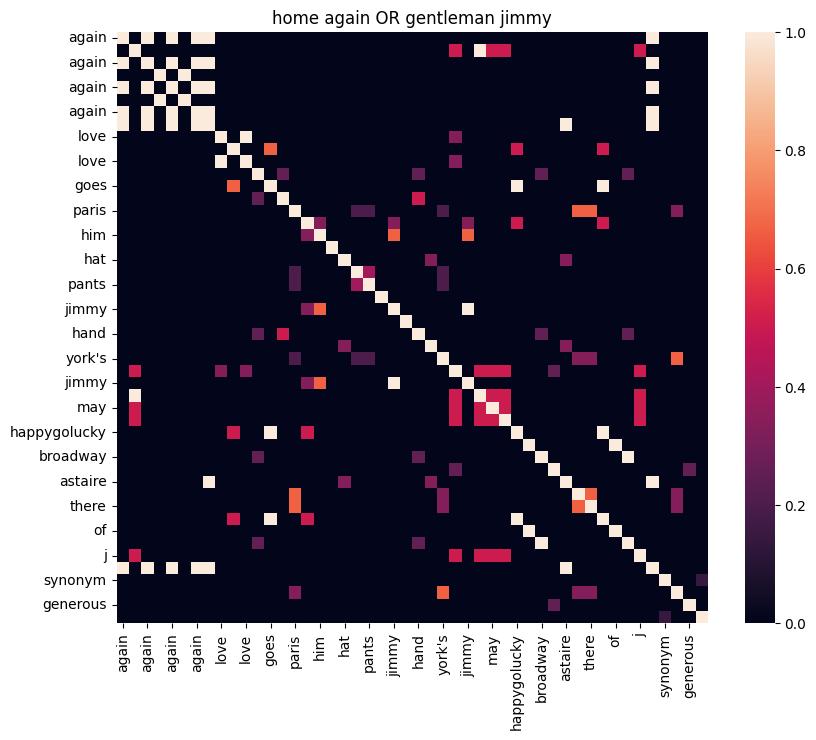 home again OR gentleman jimmy
again
again
again
again
love
love
goes
paris
him
hat
pants
jimmy
hand
york's
jimmy
may
happygolucky
broadway
astaire
there
of
j
synonym
generous
1.0
0.8
0.6
0.4
0.2
0.0
again
again
again
again
love
love
goes
paris
him
hat
pants
jimmy
hand
york's
jimmy
may
happygolucky
broadway
astaire
there
of
j
synonym
generous